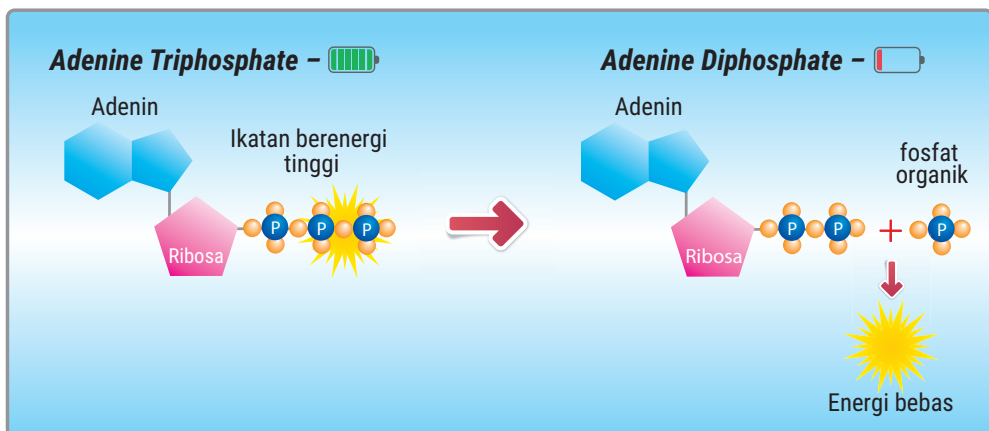 Adenine Triphosphate –
Adenin
Ikatan berenergi
tinggi
Ribosa
P
P
P
Adenine Diphosphate –
Adenin
fosfat
organik
Ribosa
P
P
+
P
Energi bebas